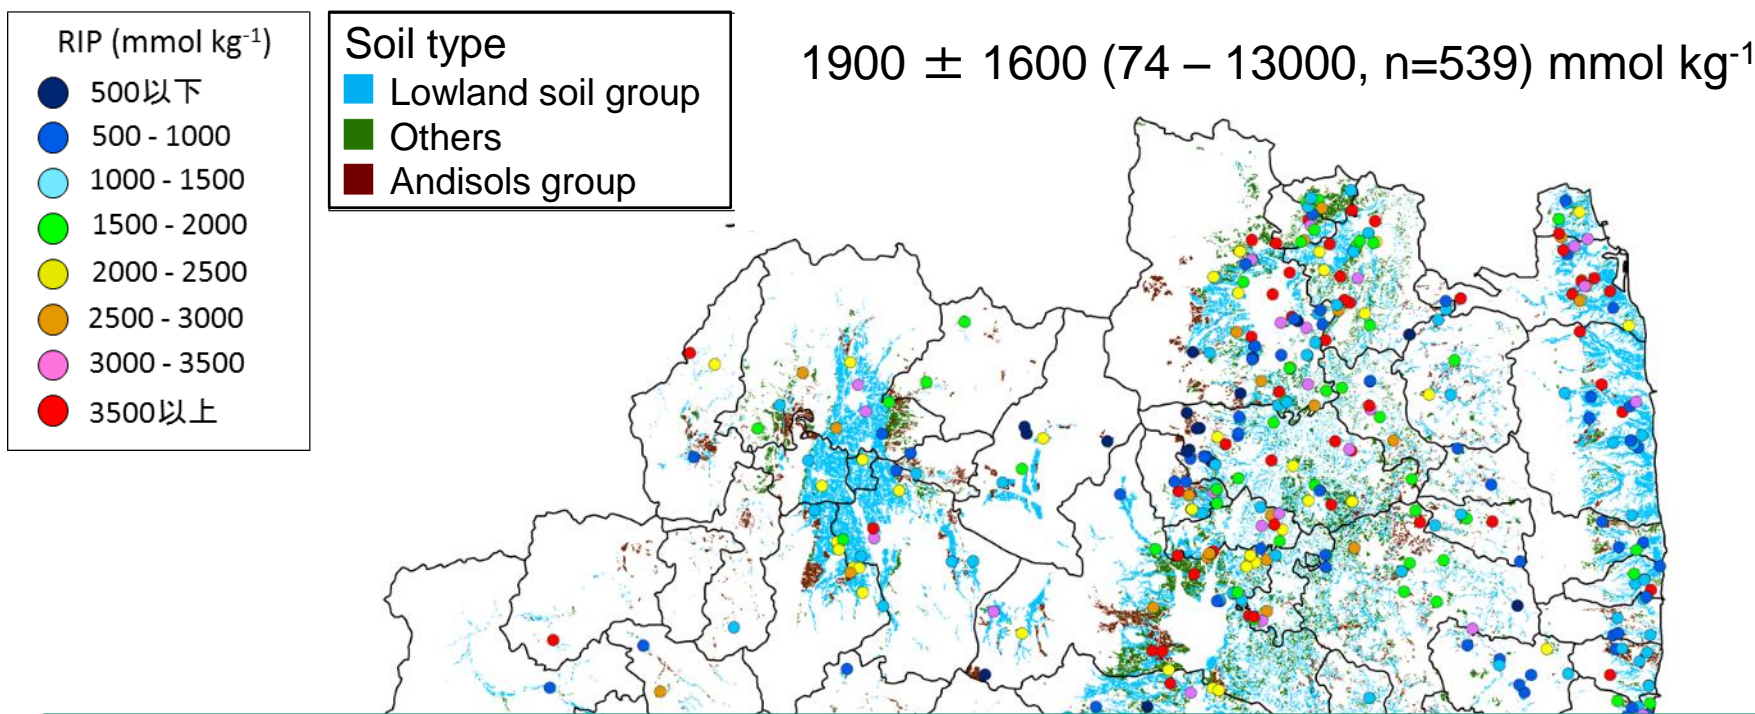 RIP (mmol kg-1)
500以下
500 - 1000
1000 - 1500
1500 - 2000
2000 - 2500
2500 - 3000
3000 - 3500
3500以上
Soil type
Lowland soil group
Others
Andisols group
1900 ± 1600 (74 – 13000, n=539) mmol kg-1